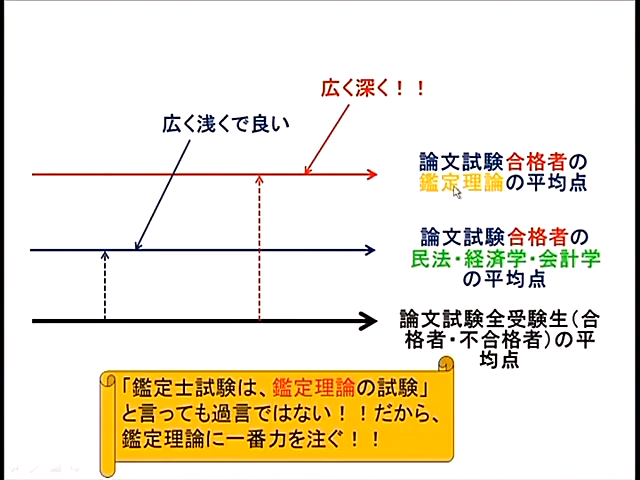 広く深く！！
広く浅くで良い
論文試験合格者の
鑑定理論の平均点
論文試験合格者の
民法・経済学・会計学
の平均点
論文試験全受験生（合
格者・不合格者）の平
均点
「鑑定士試験は、鑑定理論の試験」
と言っても過言ではない！！だから、
鑑定理論に一番力を注ぐ！！